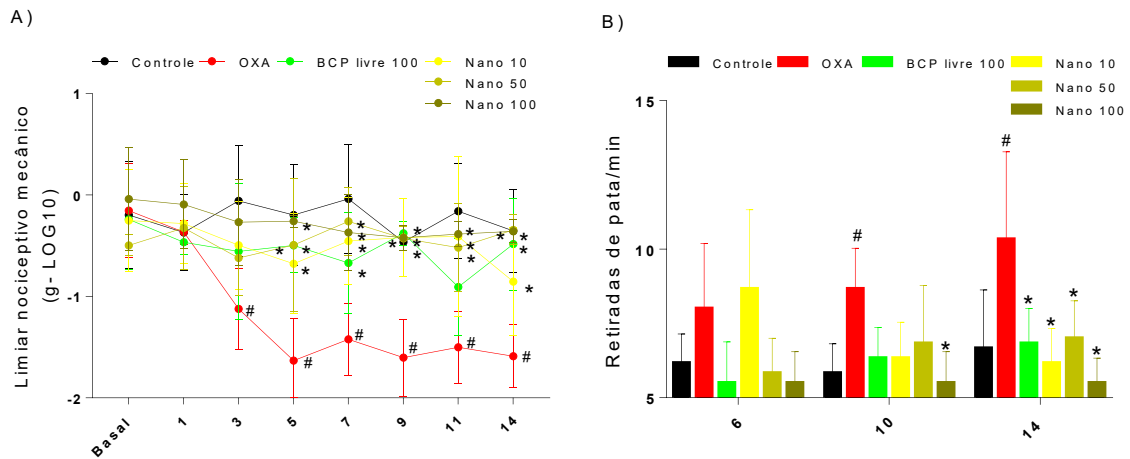 A)
Controle OXA BCP livre 100 Nano 10
Nano 50
Nano 100
Limiar nociceptivo mecânico
(g- LOG10)
1
0
-1
-2
* * * * * * * * * * * * * * * * * *
# # # # # #
Basal 1 3 5 7 9 11 14
B)
Controle OXA BCP livre 100 Nano 10
Nano 50
Nano 100
Retiradas de pata/min
15
10
5
# #
* * * * *
6 10 14